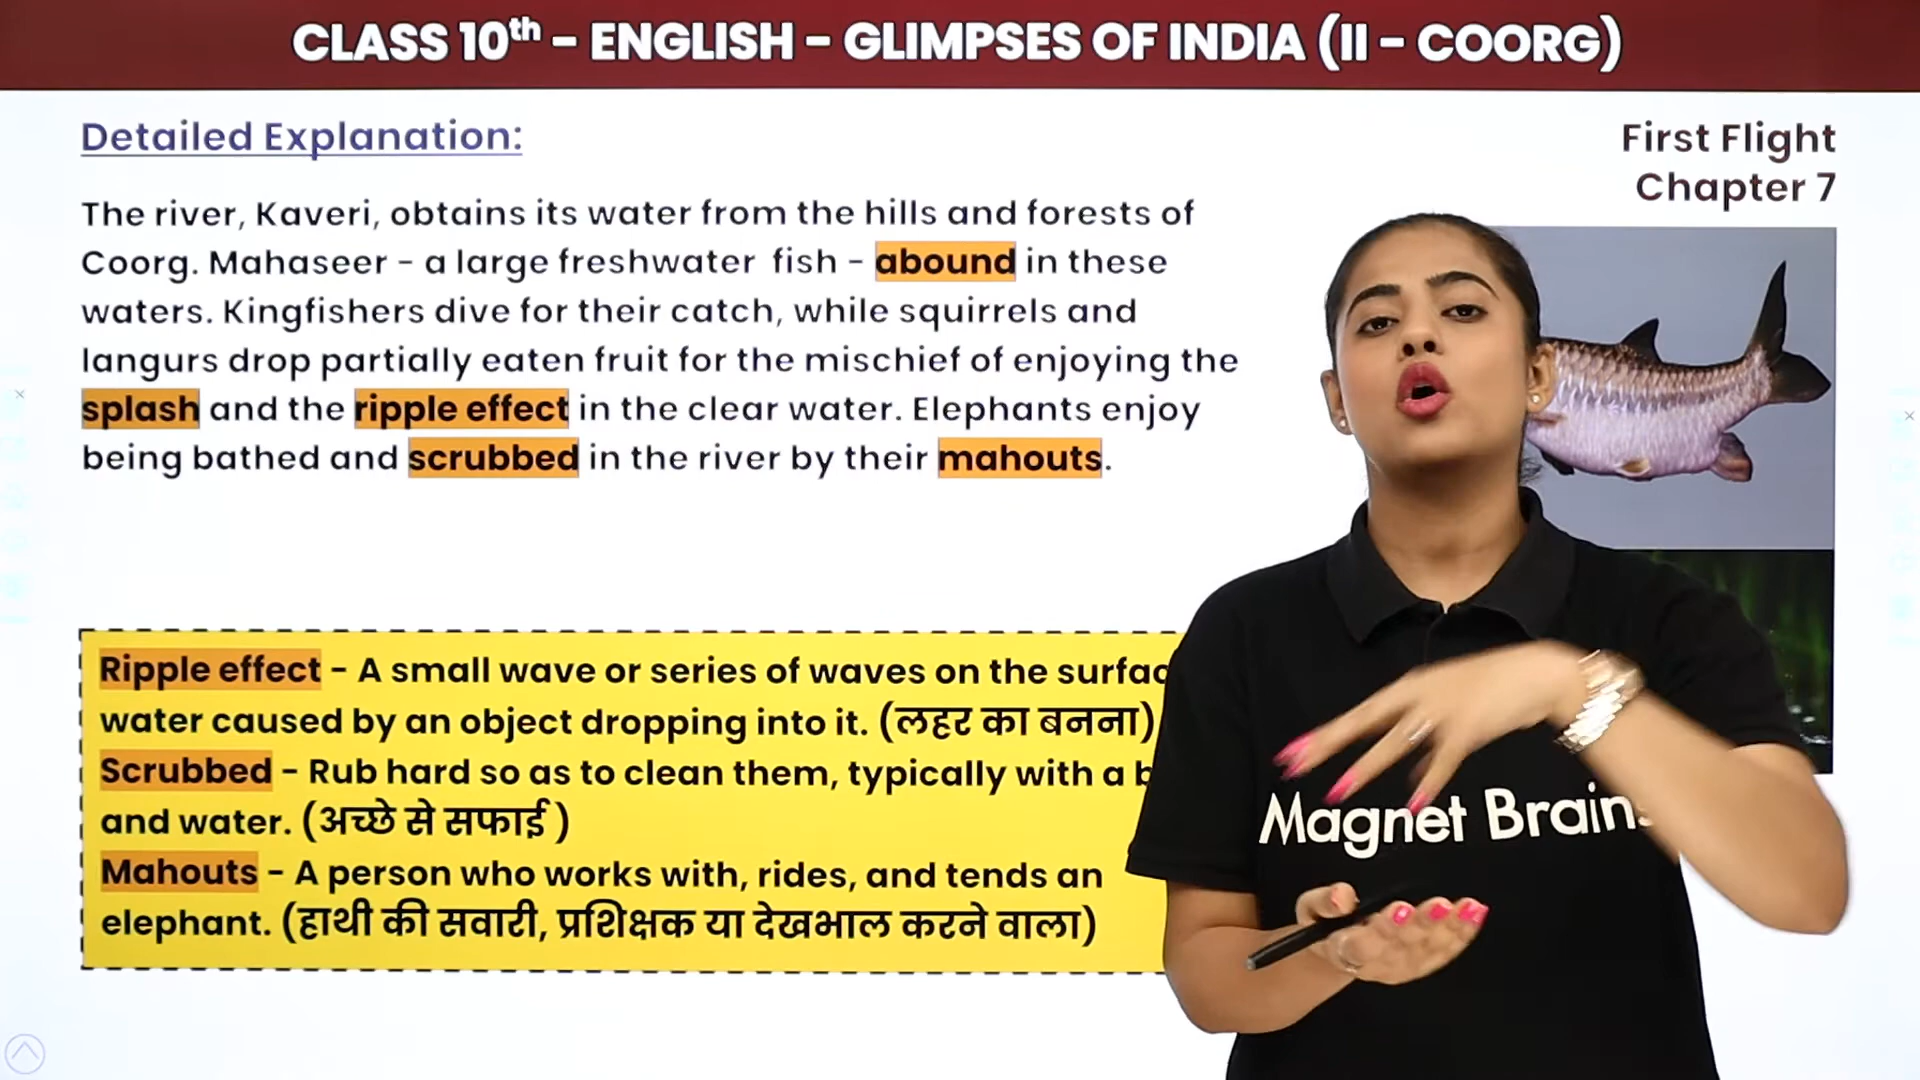 CLASS 10th – ENGLISH – GLIMPSES OF INDIA (II – COORG)
Detailed Explanation:
First Flight
Chapter 7
The river, Kaveri, obtains its water from the hills and forests of
Coorg. Mahaseer – a large freshwater fish – abound in these
waters. Kingfishers dive for their catch, while squirrels and
langurs drop partially eaten fruit for the mischief of enjoying the
splash and the ripple effect in the clear water. Elephants enjoy
being bathed and scrubbed in the river by their mahouts.
Ripple effect – A small wave or series of waves on the
water caused by an object dropping into it. (लहर का बनना)
Scrubbed – Rub hard so as to clean them, typically with a
and water. (अच्छे से सफाई )
Mahouts – A person who works with, rides, and tends an
elephant. (हाथी की सवारी, प्रशिक्षक या देखभाल करने वाला)
Magnet Brains